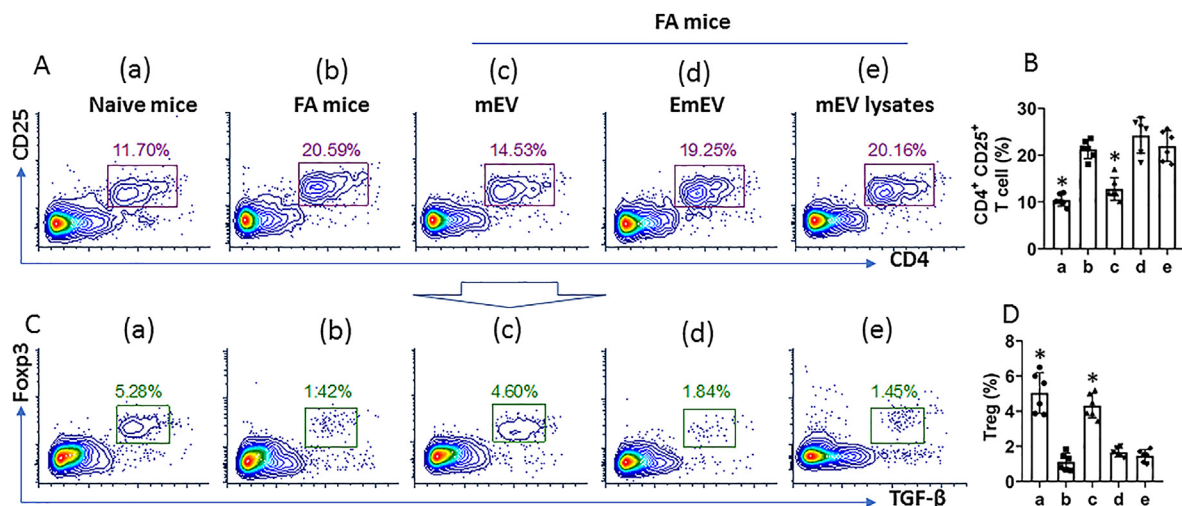 FA mice
A
(a)
(b)
(c)
(d)
(e)
B
Naive mice
FA mice
mEV
EmEV
mEV lysates
CD25
11.70%
20.59%
14.53%
19.25%
20.16%
CD4
CD4+ CD25+
T cell (%)
30
20
10
0
*
*
a b c d e
C
(a)
(b)
(c)
(d)
(e)
D
Foxp3
5.28%
1.42%
4.60%
1.84%
1.45%
TGF-β
Treg (%)
8
6
4
2
0
*
*
a b c d e